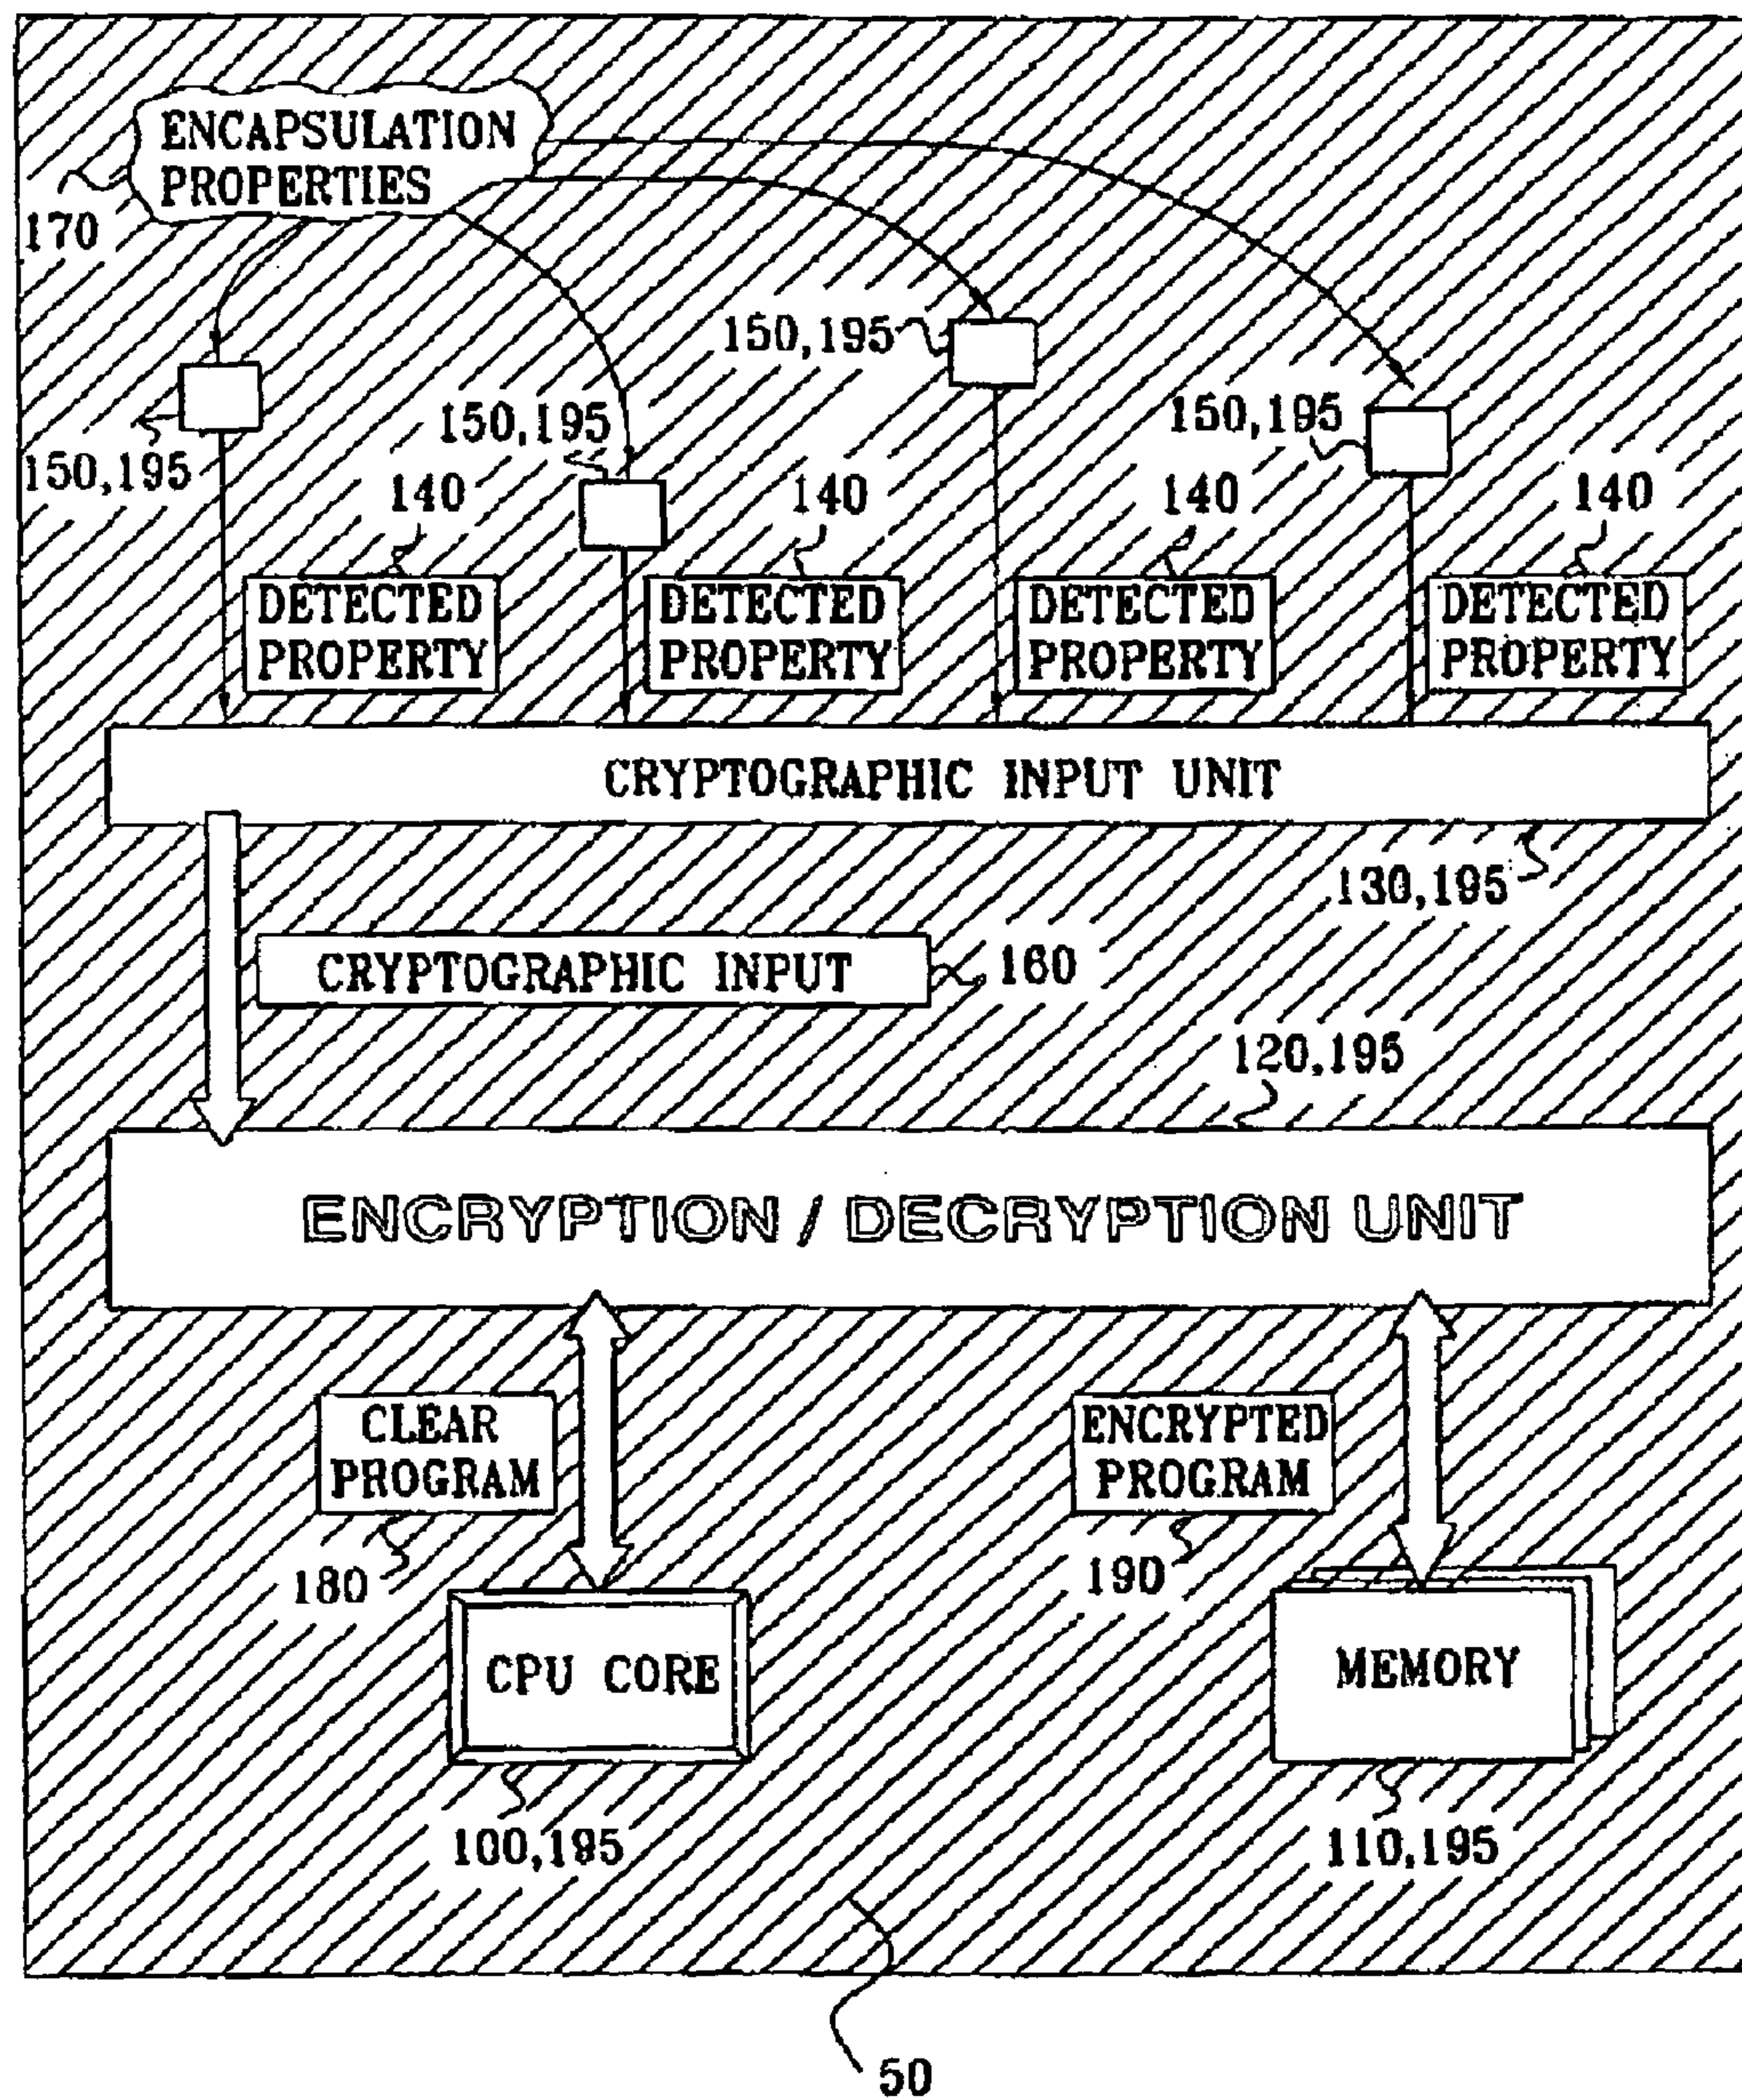 ENCAPSULATION
PROPERTIES
170
150,195
150,195
150,195
150,195
140
140
140
140
DETECTED
PROPERTY
DETECTED
PROPERTY
DETECTED
PROPERTY
DETECTED
PROPERTY
CRYPTOGRAPHIC INPUT UNIT
130,195
CRYPTOGRAPHIC INPUT
160
120,195
ENCRYPTION / DECRYPTION UNIT
CLEAR
PROGRAM
ENCRYPTED
PROGRAM
180
190
CPU CORE
MEMORY
100,195
110,195
50